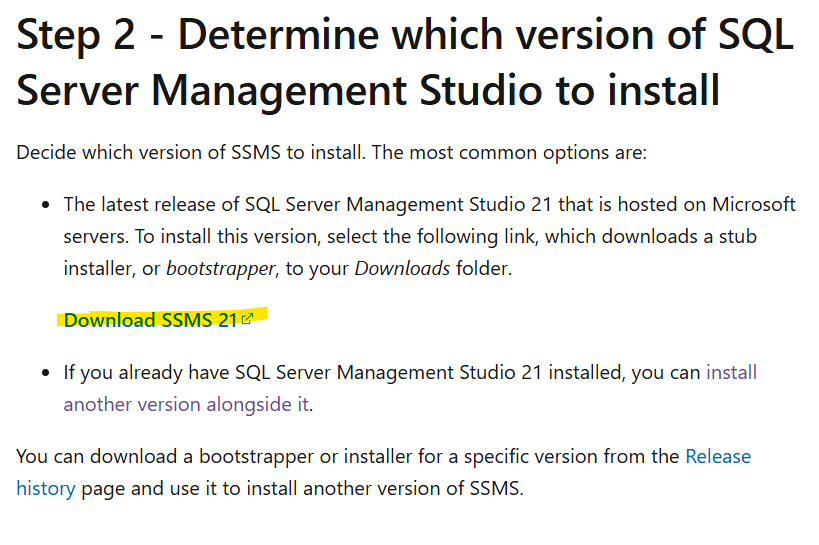 Step 2 - Determine which version of SQL
Server Management Studio to install
Decide which version of SSMS to install. The most common options are:
• The latest release of SQL Server Management Studio 21 that is hosted on Microsoft
servers. To install this version, select the following link, which downloads a stub
installer, or bootstrapper, to your Downloads folder.
Download SSMS 21
• If you already have SQL Server Management Studio 21 installed, you can install
another version alongside it.
You can download a bootstrapper or installer for a specific version from the Release
history page and use it to install another version of SSMS.